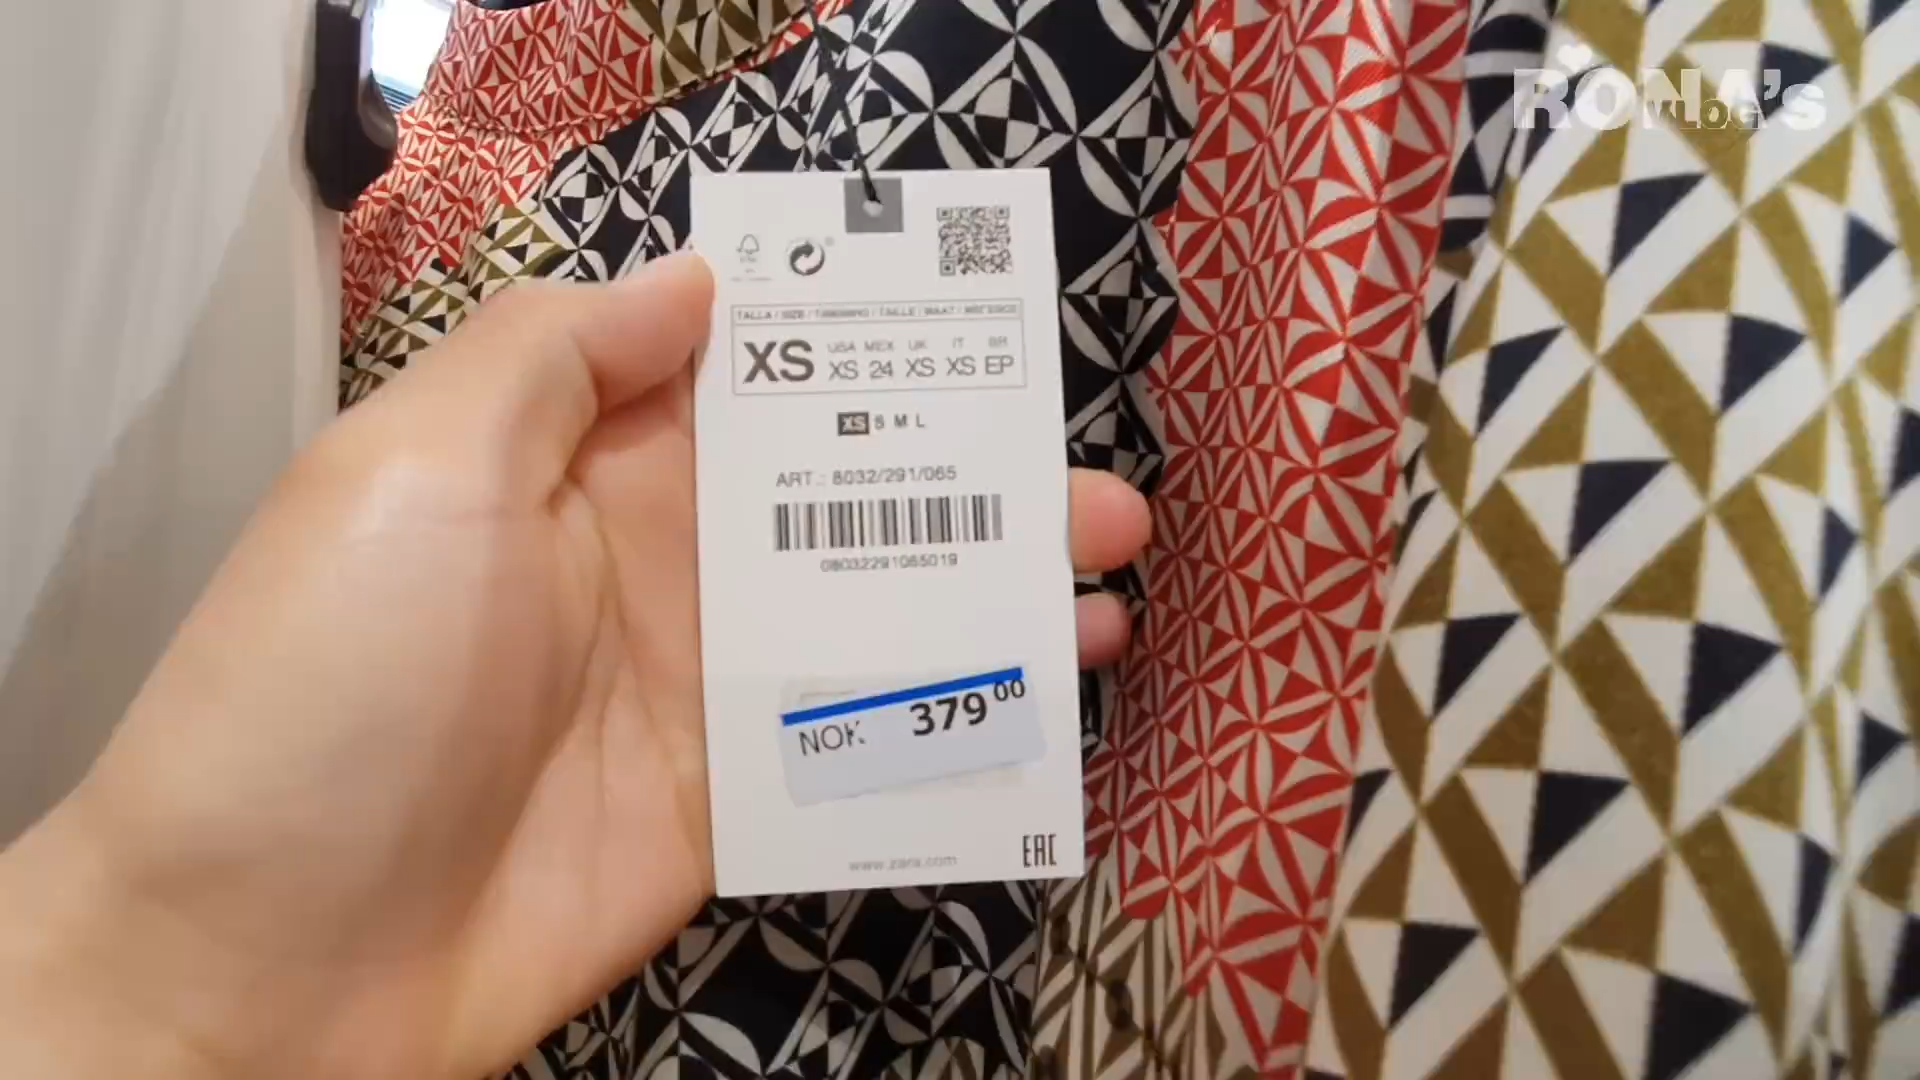 RONA's
VLOG
TALLA / SIZE / TAMANHO / TAILLE / MAAT /
XS
USA MEX UK IT BR
XS 24 XS XS EP
XS S M L
ART.: 8032/291/065
08032291065019
NOK 379 00
www.zara.com
EAC